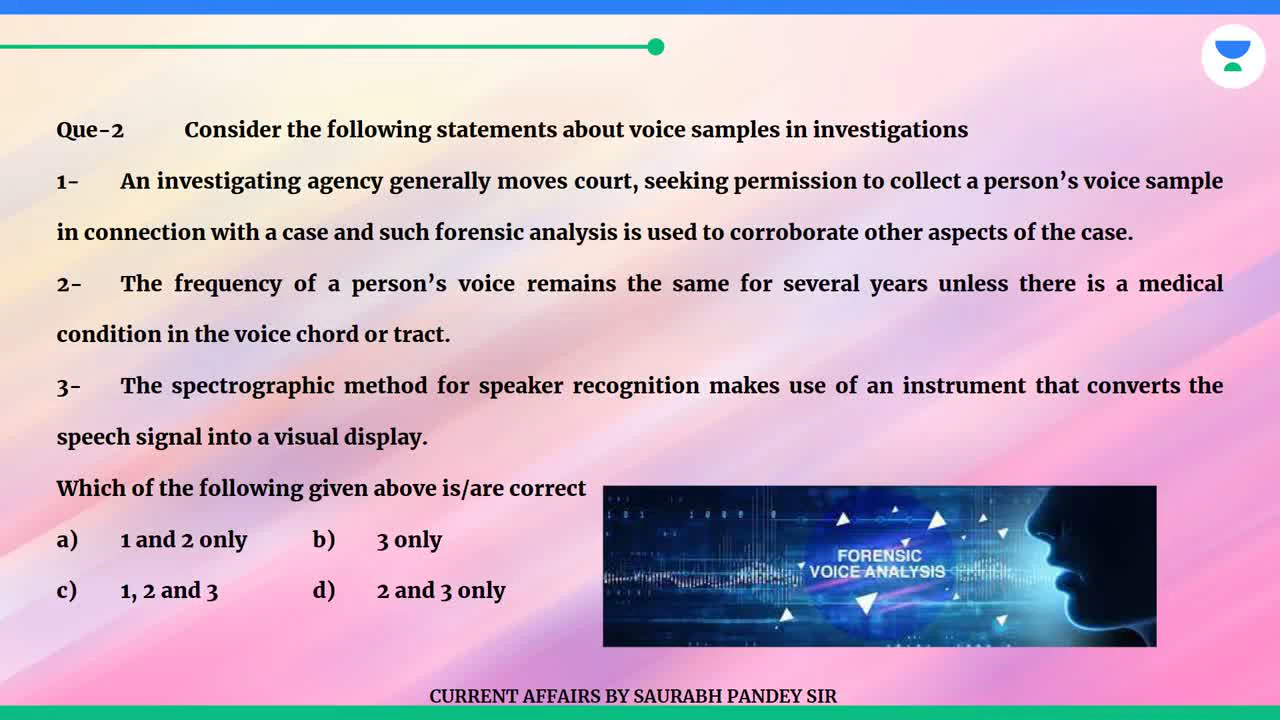 Que-2 Consider the following statements about voice samples in investigations
1- An investigating agency generally moves court, seeking permission to collect a person’s voice sample
in connection with a case and such forensic analysis is used to corroborate other aspects of the case.
2- The frequency of a person’s voice remains the same for several years unless there is a medical
condition in the voice chord or tract.
3- The spectrographic method for speaker recognition makes use of an instrument that converts the
speech signal into a visual display.
Which of the following given above is/are correct
a) 1 and 2 only b) 3 only
c) 1, 2 and 3 d) 2 and 3 only
FORENSIC
VOICE ANALYSIS
CURRENT AFFAIRS BY SAURABH PANDEY SIR